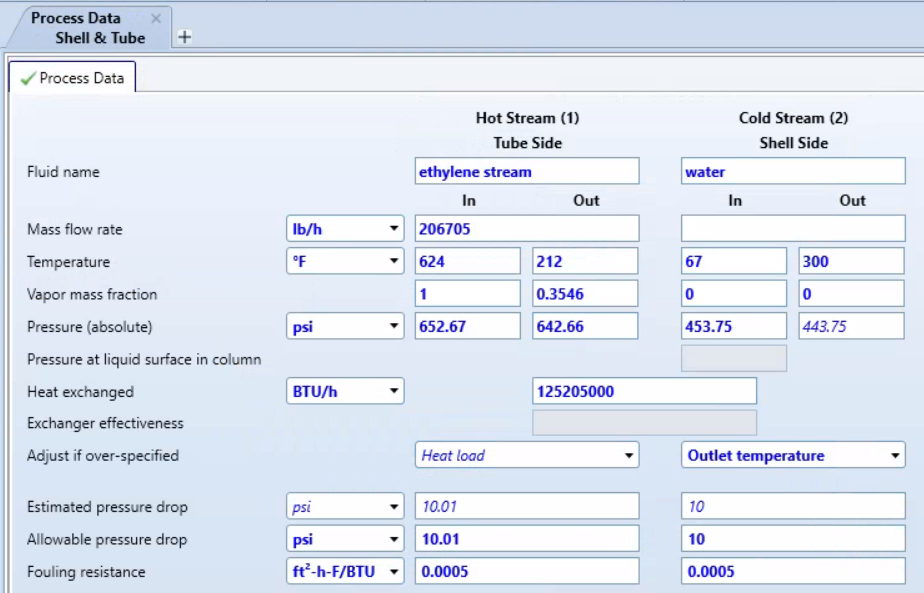 Process Data
Shell & Tube
Process Data
Hot Stream (1) Cold Stream (2)
Tube Side Shell Side
Fluid name ethylene stream water
In Out In Out
Mass flow rate lb/h 206705
Temperature °F 624 212 67 300
Vapor mass fraction 1 0.3546 0 0
Pressure (absolute) psi 652.67 642.66 453.75 443.75
Pressure at liquid surface in column
Heat exchanged BTU/h 125205000
Exchanger effectiveness
Adjust if over-specified Heat load Outlet temperature
Estimated pressure drop psi 10.01 10
Allowable pressure drop psi 10.01 10
Fouling resistance ft²-h-F/BTU 0.0005 0.0005